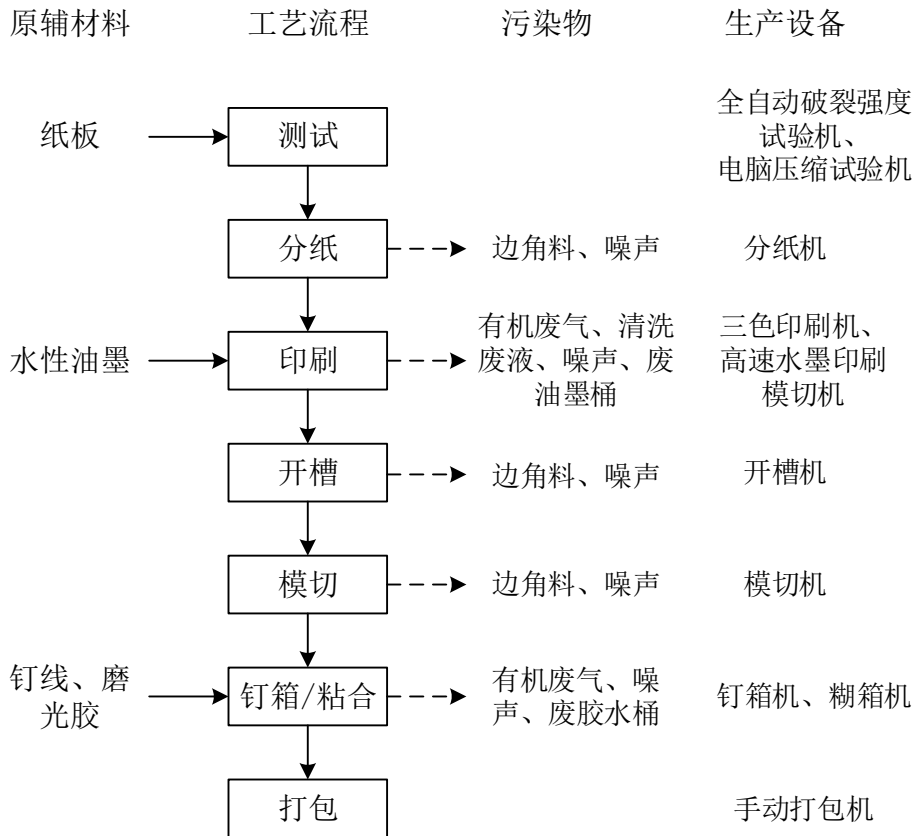 原辅材料 工艺流程 污染物 生产设备
纸板 测试 全自动破裂强度
试验机、
电脑压缩试验机
分纸 边角料、噪声 分纸机
水性油墨 印刷 有机废气、清洗
废液、噪声、废
油墨桶
三色印刷机、
高速水墨印刷
模切机
开槽 边角料、噪声 开槽机
模切 边角料、噪声 模切机
钉线、磨
光胶
钉箱/粘合
有机废气、噪
声、废胶水桶
钉箱机、糊箱机
打包 手动打包机